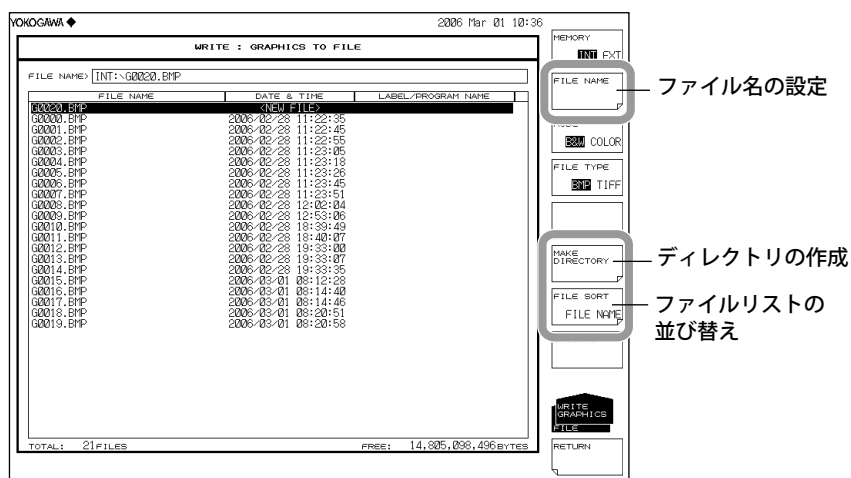 YOKOGAWA ◆ 2006 Mar 01 10:36
WRITE : GRAPHICS TO FILE
FILE NAME> INT:\G0020.BMP
FILE NAME DATE & TIME LABEL/PROGRAM NAME
G0020.BMP <NEW FILE>
G0000.BMP 2006/02/28 11:22:35
G0001.BMP 2006/02/28 11:22:45
G0002.BMP 2006/02/28 11:22:55
G0003.BMP 2006/02/28 11:23:05
G0004.BMP 2006/02/28 11:23:18
G0005.BMP 2006/02/28 11:23:26
G0006.BMP 2006/02/28 11:23:45
G0007.BMP 2006/02/28 11:23:51
G0008.BMP 2006/02/28 12:02:04
G0009.BMP 2006/02/28 12:53:06
G0010.BMP 2006/02/28 18:39:49
G0011.BMP 2006/02/28 18:40:07
G0012.BMP 2006/02/28 19:33:00
G0013.BMP 2006/02/28 19:33:07
G0014.BMP 2006/02/28 19:33:35
G0015.BMP 2006/03/01 08:12:28
G0016.BMP 2006/03/01 08:14:40
G0017.BMP 2006/03/01 08:14:46
G0018.BMP 2006/03/01 08:20:51
G0019.BMP 2006/03/01 08:20:58
TOTAL: 21FILES FREE: 14,805,098,496BYTES
MEMORY
INT EXT
FILE NAME
B&W COLOR
FILE TYPE
BMP TIFF
MAKE
DIRECTORY
FILE SORT
FILE NAME
WRITE
GRAPHICS
FILE
RETURN
ファイル名の設定
ディレクトリの作成
ファイルリストの
並び替え